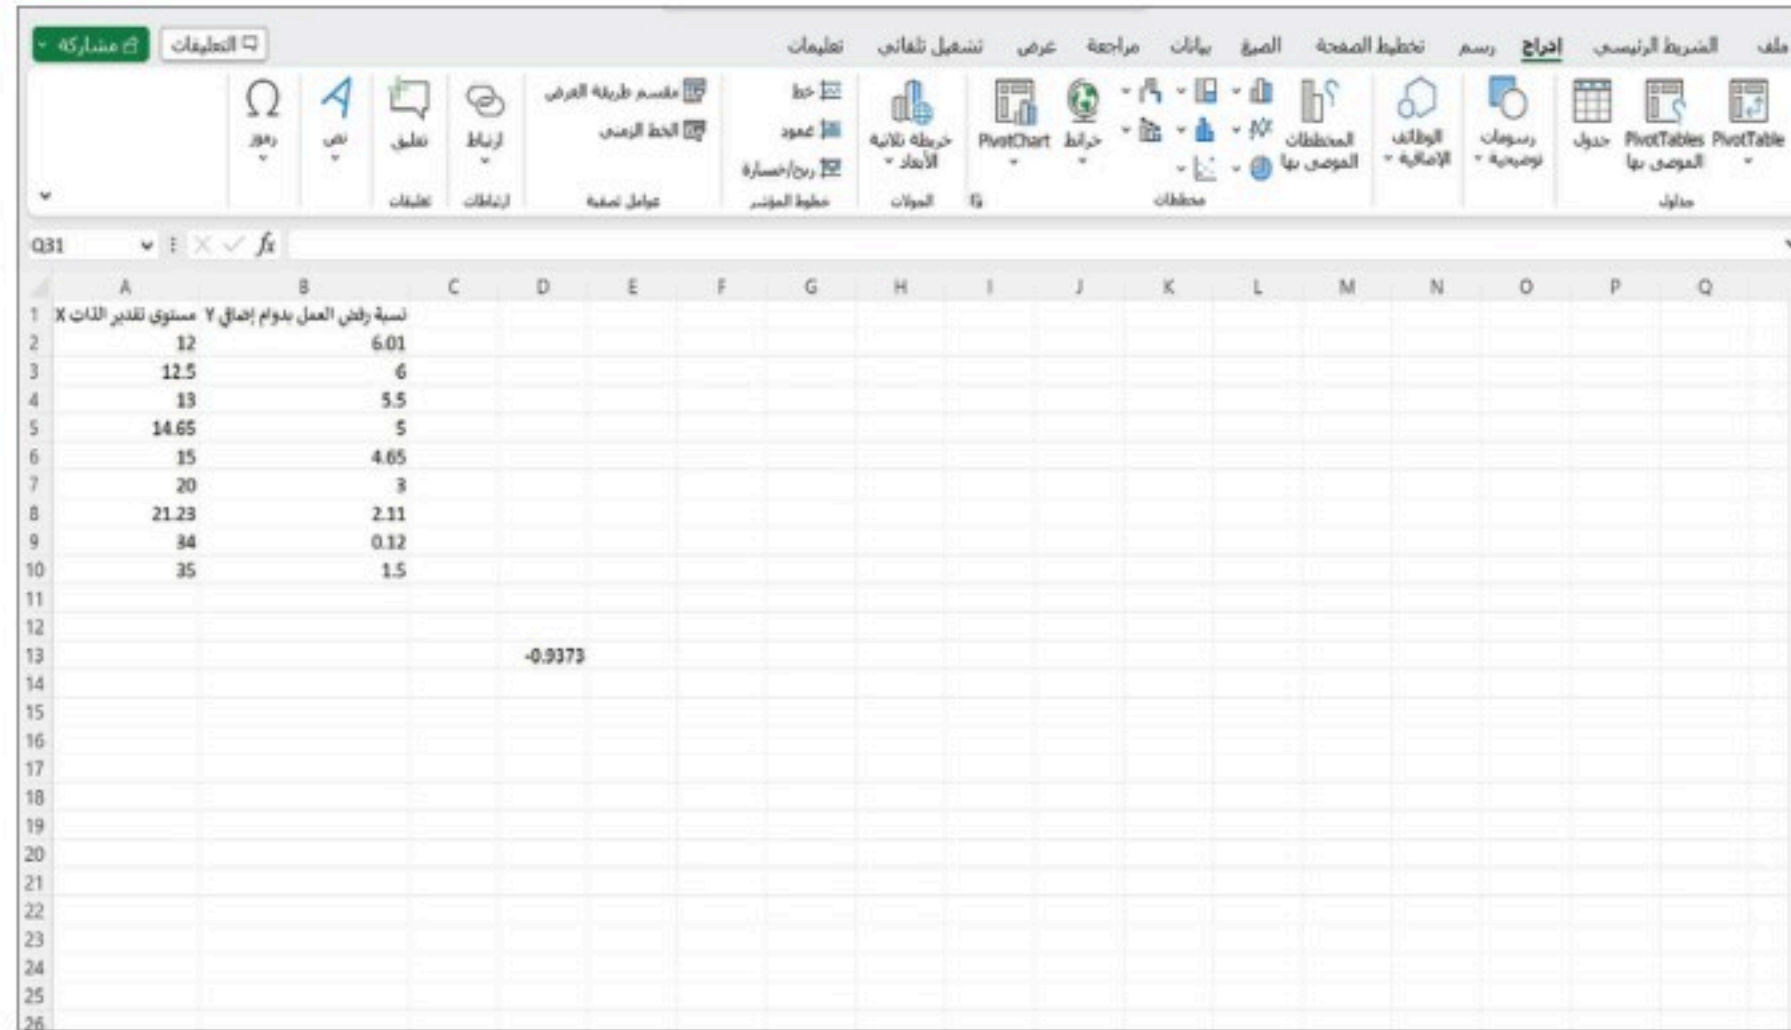 ملف الشريط الرئيسي إدراج رسم تخطيط الصفحة الصيغ بيانات مراجعة عرض تشغيل تلقائي تعليمات
التعليقات مشاركة
PivotTable
PivotTables الموصى بها
جدول
رسومات توضيحية
الوظائف الإضافية
المخططات الموصى بها
خرائط
PivotChart
خريطة ثلاثية الأبعاد
خط
عمود
ربح/خسارة
مقسم طريقة العرض
الخط الزمني
ارتباط
تعليق
نص
رموز
جداول مخططات الجولات خطوط المؤشر عوامل تصفية ارتباطات تعليقات
Q31 fx
A B C D E F G H I J K L M N O P Q
1 مستوى تقدير الذات X نسبة رفض العمل بدوام إضافي Y
2 12 6.01
3 12.5 6
4 13 5.5
5 14.65 5
6 15 4.65
7 20 3
8 21.23 2.11
9 34 0.12
10 35 1.5
11
12
13 -0.9373
14
15
16
17
18
19
20
21
22
23
24
25
26